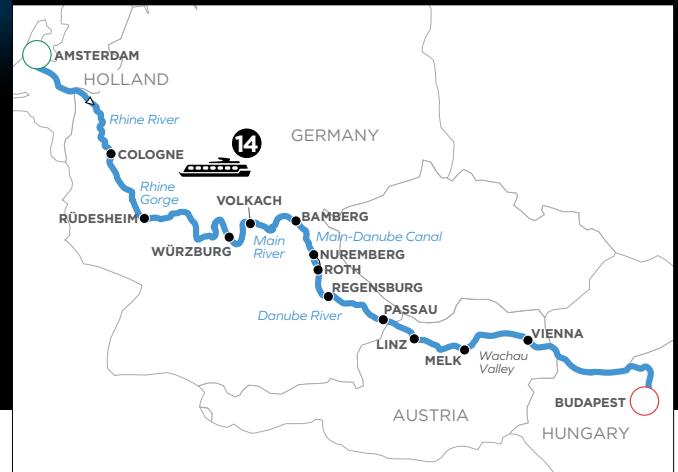 AMSTERDAM
HOLLAND
Rhine River
GERMANY
14
COLOGNE
Rhine
Gorge
VOLKACH
RÜDESHEIM
BAMBERG
WÜRZBURG
Main
River
Main-Danube Canal
NUREMBERG
ROTH
REGENSBURG
Danube River
PASSAU
LINZ
VIENNA
MELK
Wachau
Valley
BUDAPEST
AUSTRIA
HUNGARY